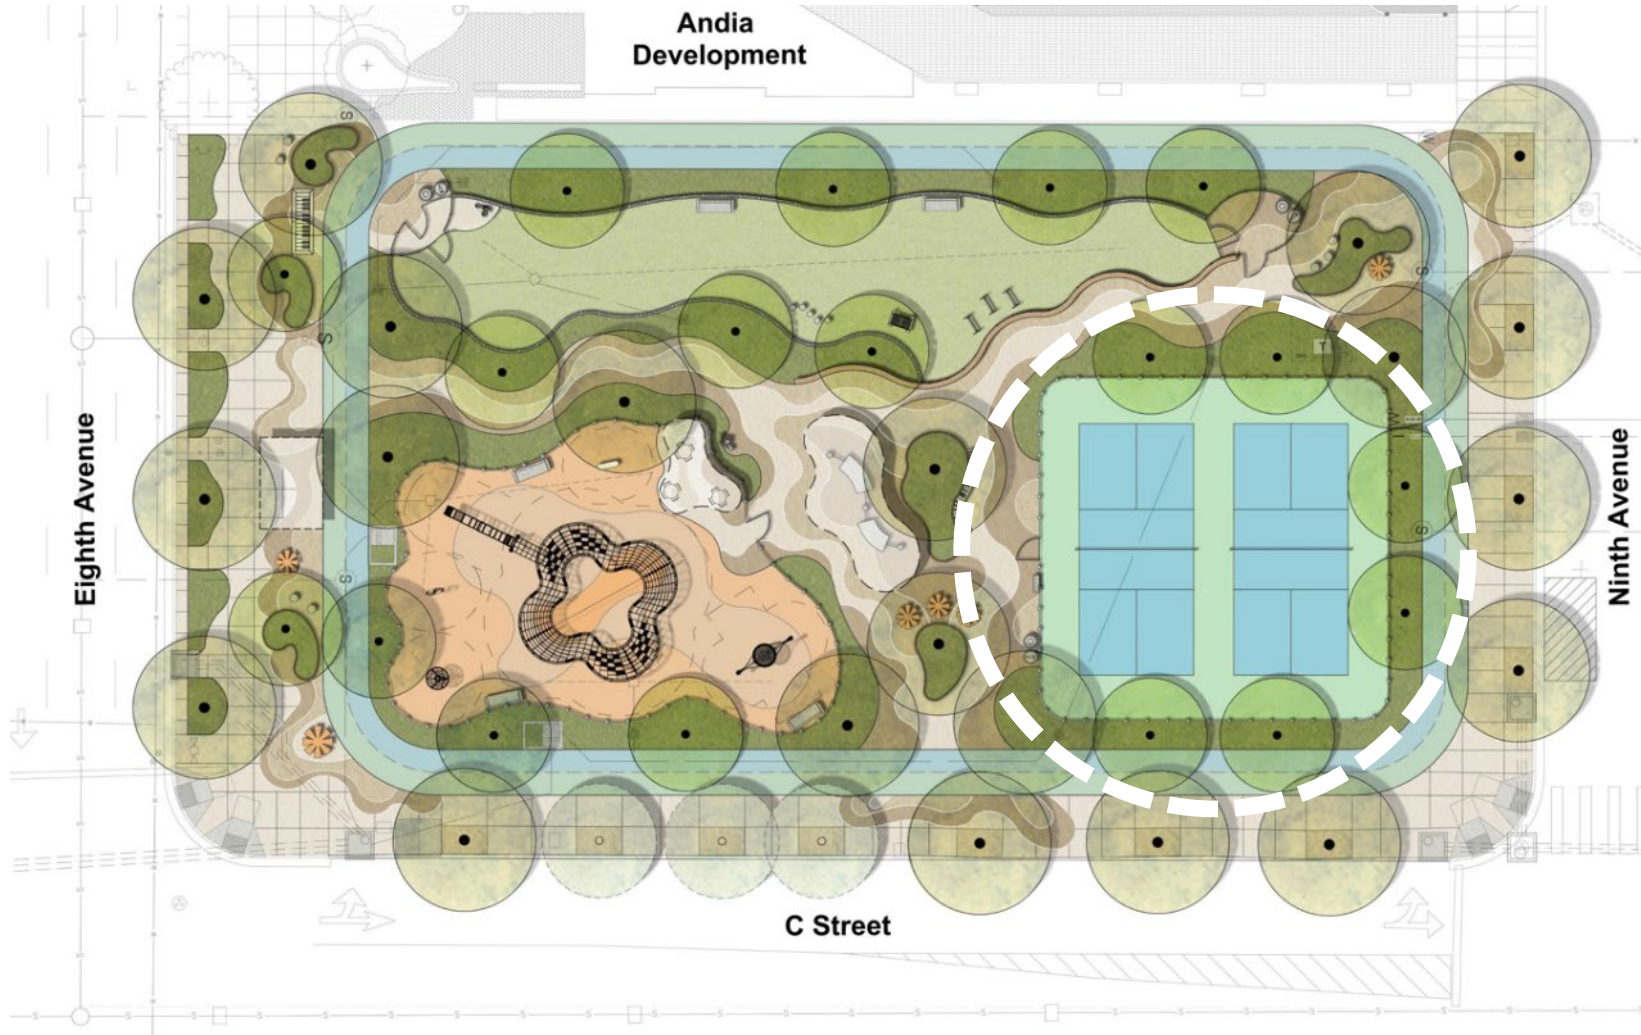 Andia
Development
Eighth Avenue
Ninth Avenue
T
C Street